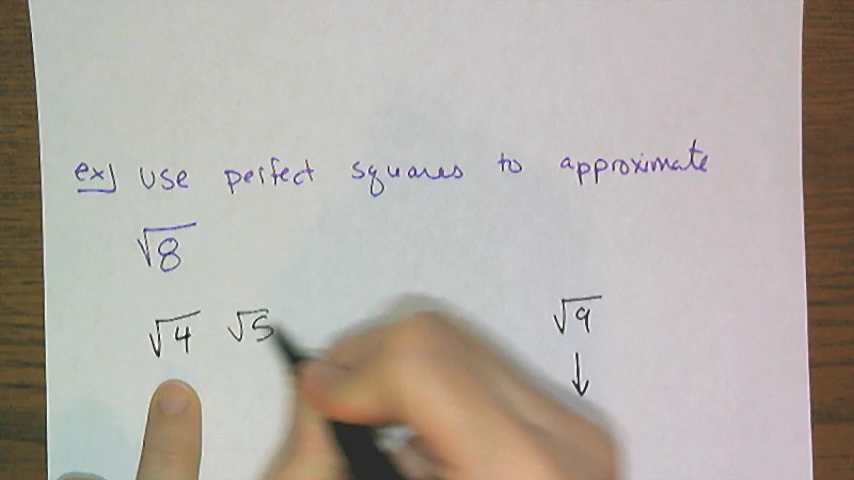 ex] Use perfect squares to approximate
√8
√4 √5 √9
↓